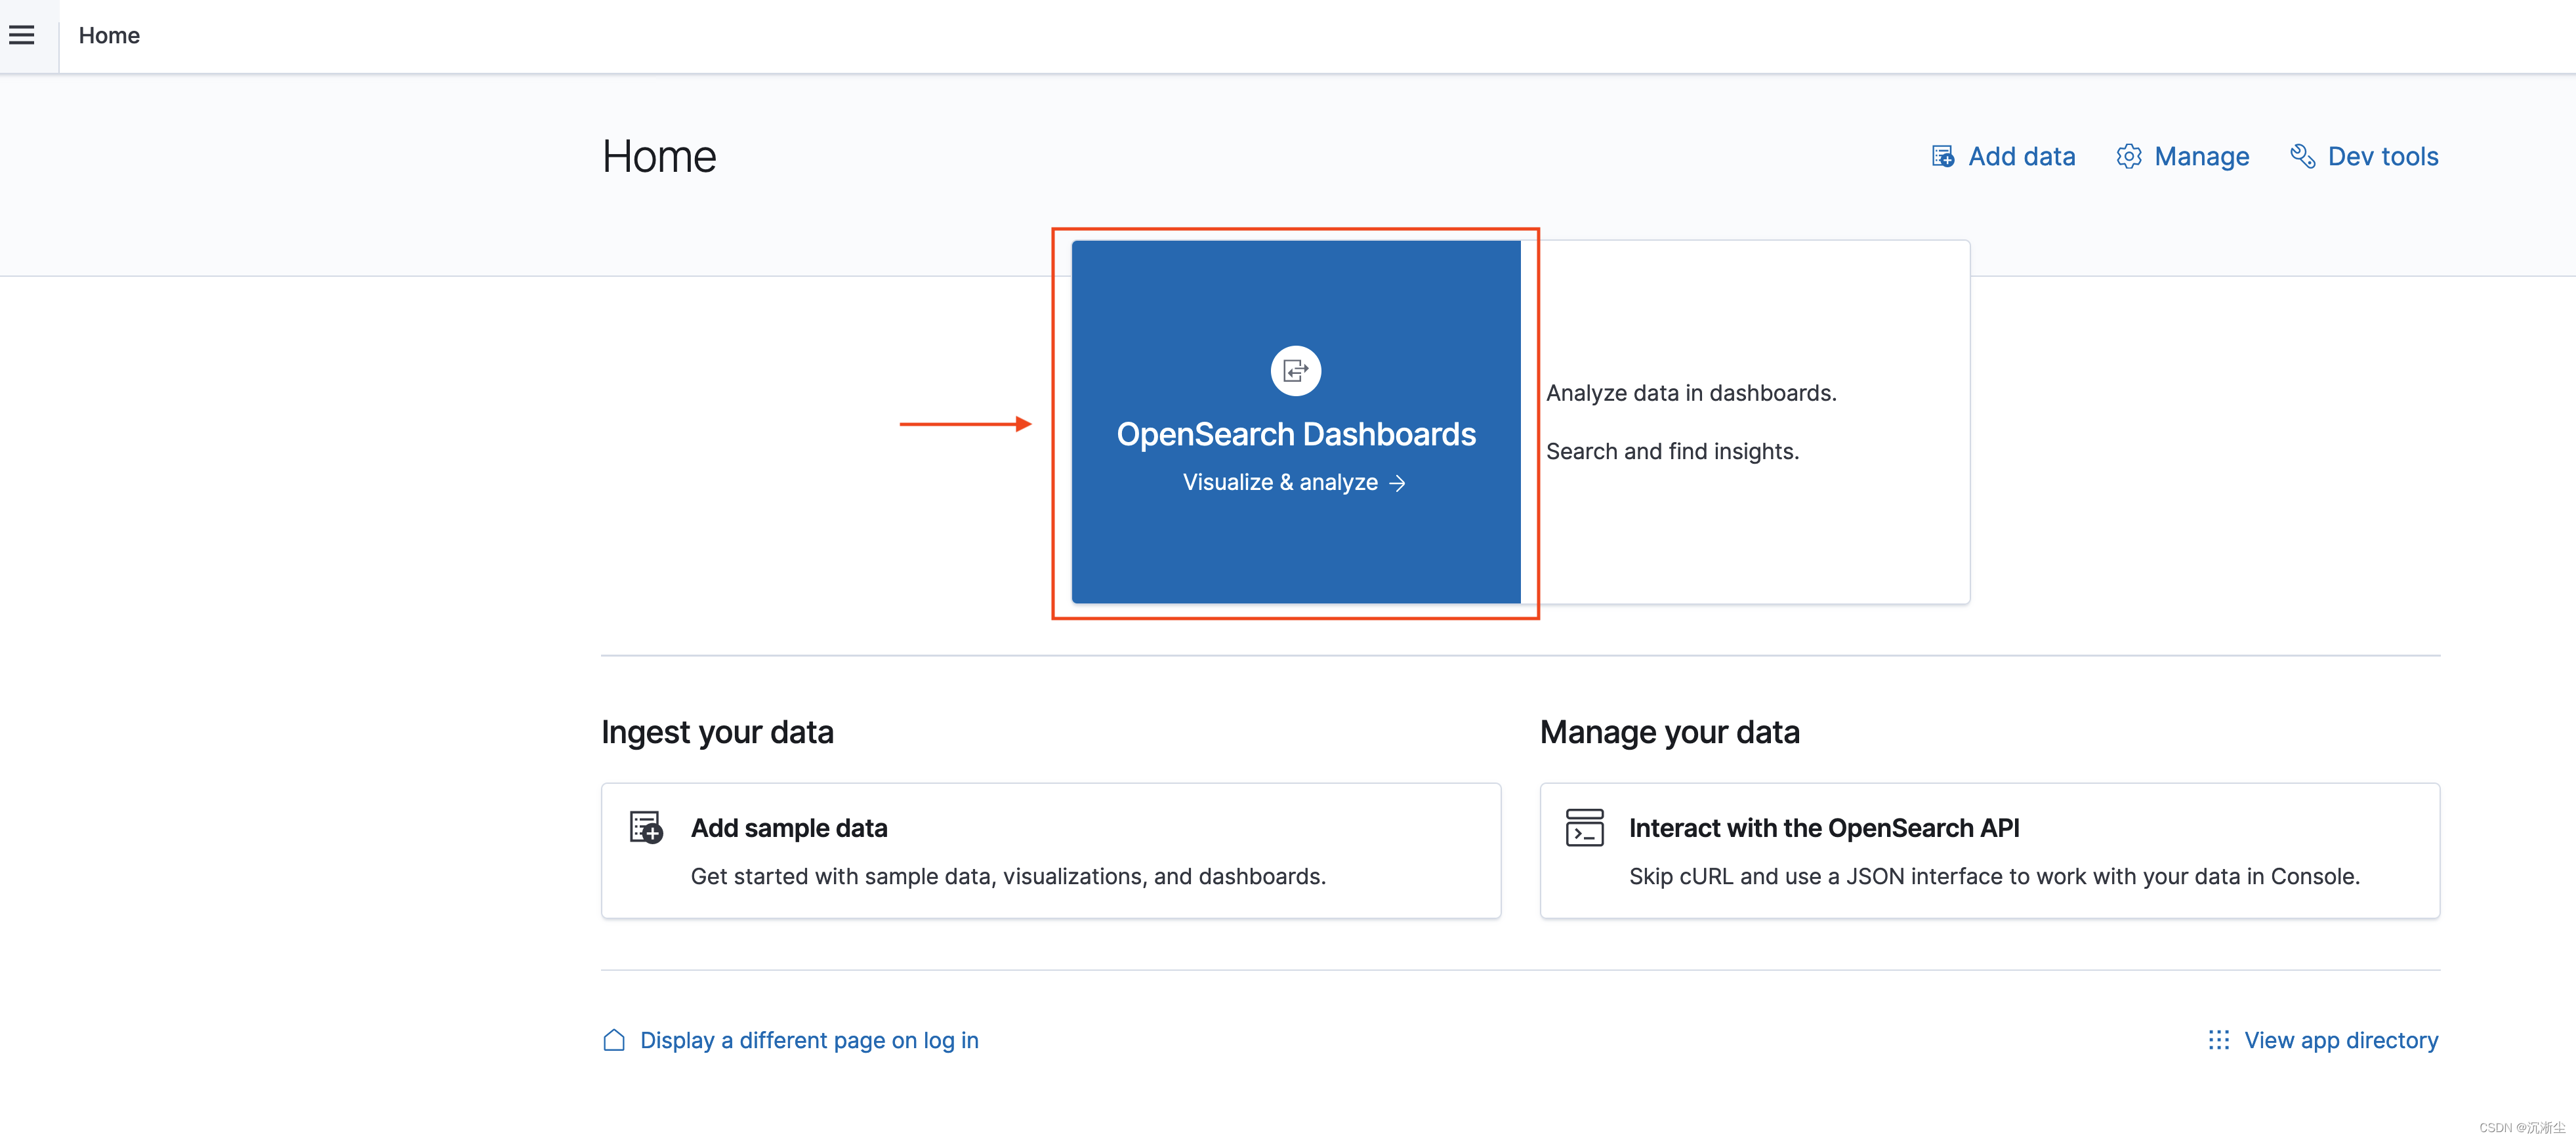 Home
Home
Add data
Manage
Dev tools
OpenSearch Dashboards
Visualize & analyze →
Analyze data in dashboards.
Search and find insights.
Ingest your data
Manage your data
Add sample data
Get started with sample data, visualizations, and dashboards.
Interact with the OpenSearch API
Skip cURL and use a JSON interface to work with your data in Console.
Display a different page on log in
View app directory
CSDN @沉淅尘